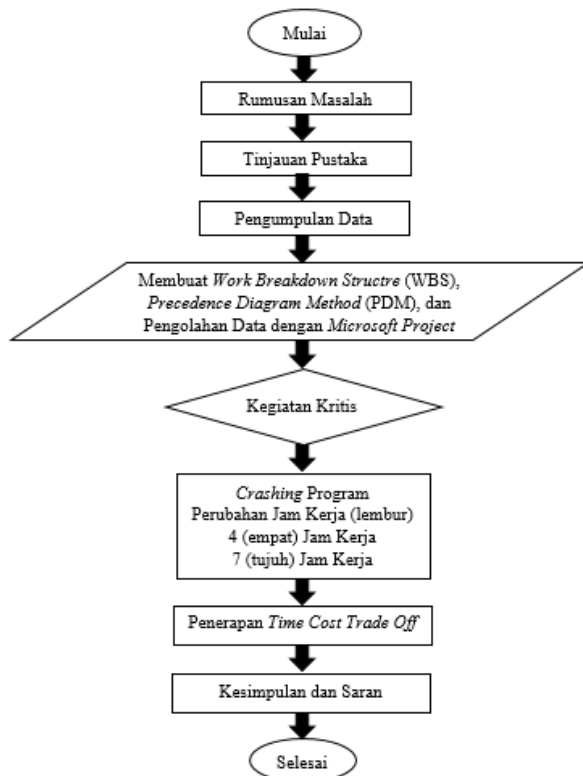 Mulai
Rumusan Masalah
Tinjauan Pustaka
Pengumpulan Data
Membuat Work Breakdown Structre (WBS),
Precedence Diagram Method (PDM), dan
Pengolahan Data dengan Microsoft Project
Kegiatan Kritis
Crashing Program
Perubahan Jam Kerja (lembur)
4 (empat) Jam Kerja
7 (tujuh) Jam Kerja
Penerapan Time Cost Trade Off
Kesimpulan dan Saran
Selesai